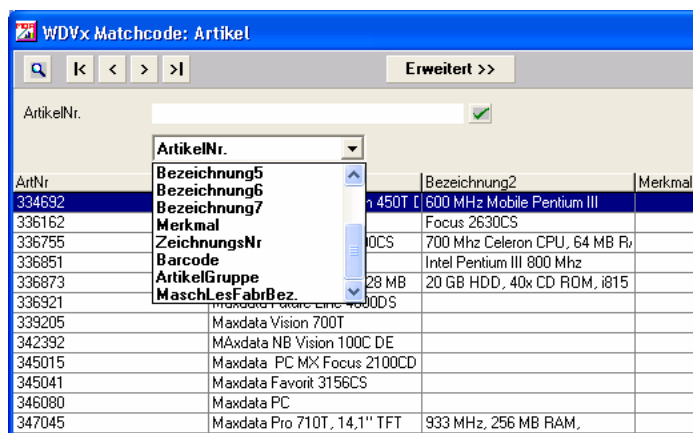 WDVx Matchcode: Artikel
Erweitert >>
ArtikelNr.
ArtikelNr.
Bezeichnung5
Bezeichnung6
Bezeichnung7
Merkmal
ZeichnungsNr
Barcode
ArtikelGruppe
MaschLesFabrBez.
ArtNr Bezeichnung2 Merkmal
334692 450T 600 MHz Mobile Pentium III
336162 Focus 2630CS
336755 00CS 700 Mhz Celeron CPU, 64 MB
336851 Intel Pentium III 800 Mhz
336873 28 MB 20 GB HDD, 40x CD ROM, i815
336921
339205 Maxdata Vision 700T
342392 MAxdata NB Vision 100C DE
345015 Maxdata PC MX Focus 2100CD
345041 Maxdata Favorit 3156CS
346080 Maxdata PC
347045 Maxdata Pro 710T, 14,1" TFT 933 MHz, 256 MB RAM,